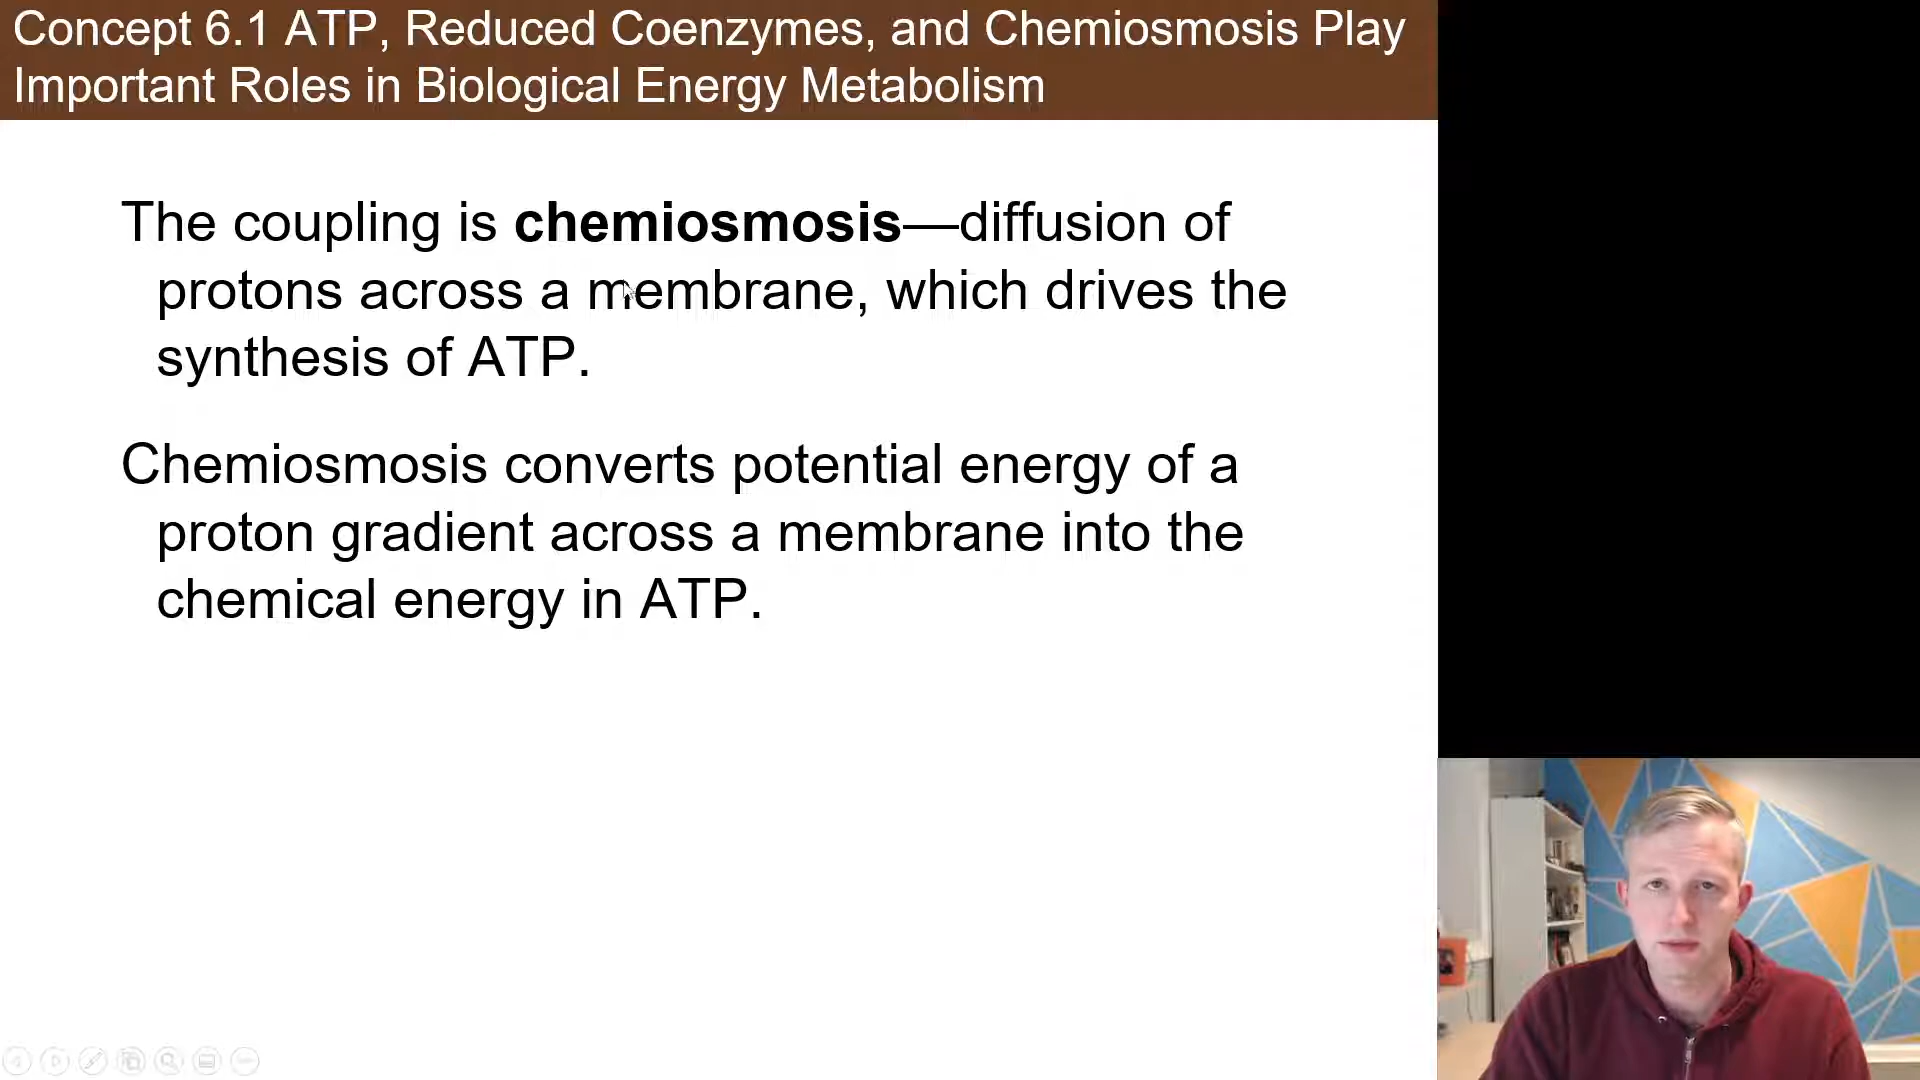 Concept 6.1 ATP, Reduced Coenzymes, and Chemiosmosis Play
Important Roles in Biological Energy Metabolism
The coupling is chemiosmosis—diffusion of
protons across a membrane, which drives the
synthesis of ATP.
Chemiosmosis converts potential energy of a
proton gradient across a membrane into the
chemical energy in ATP.